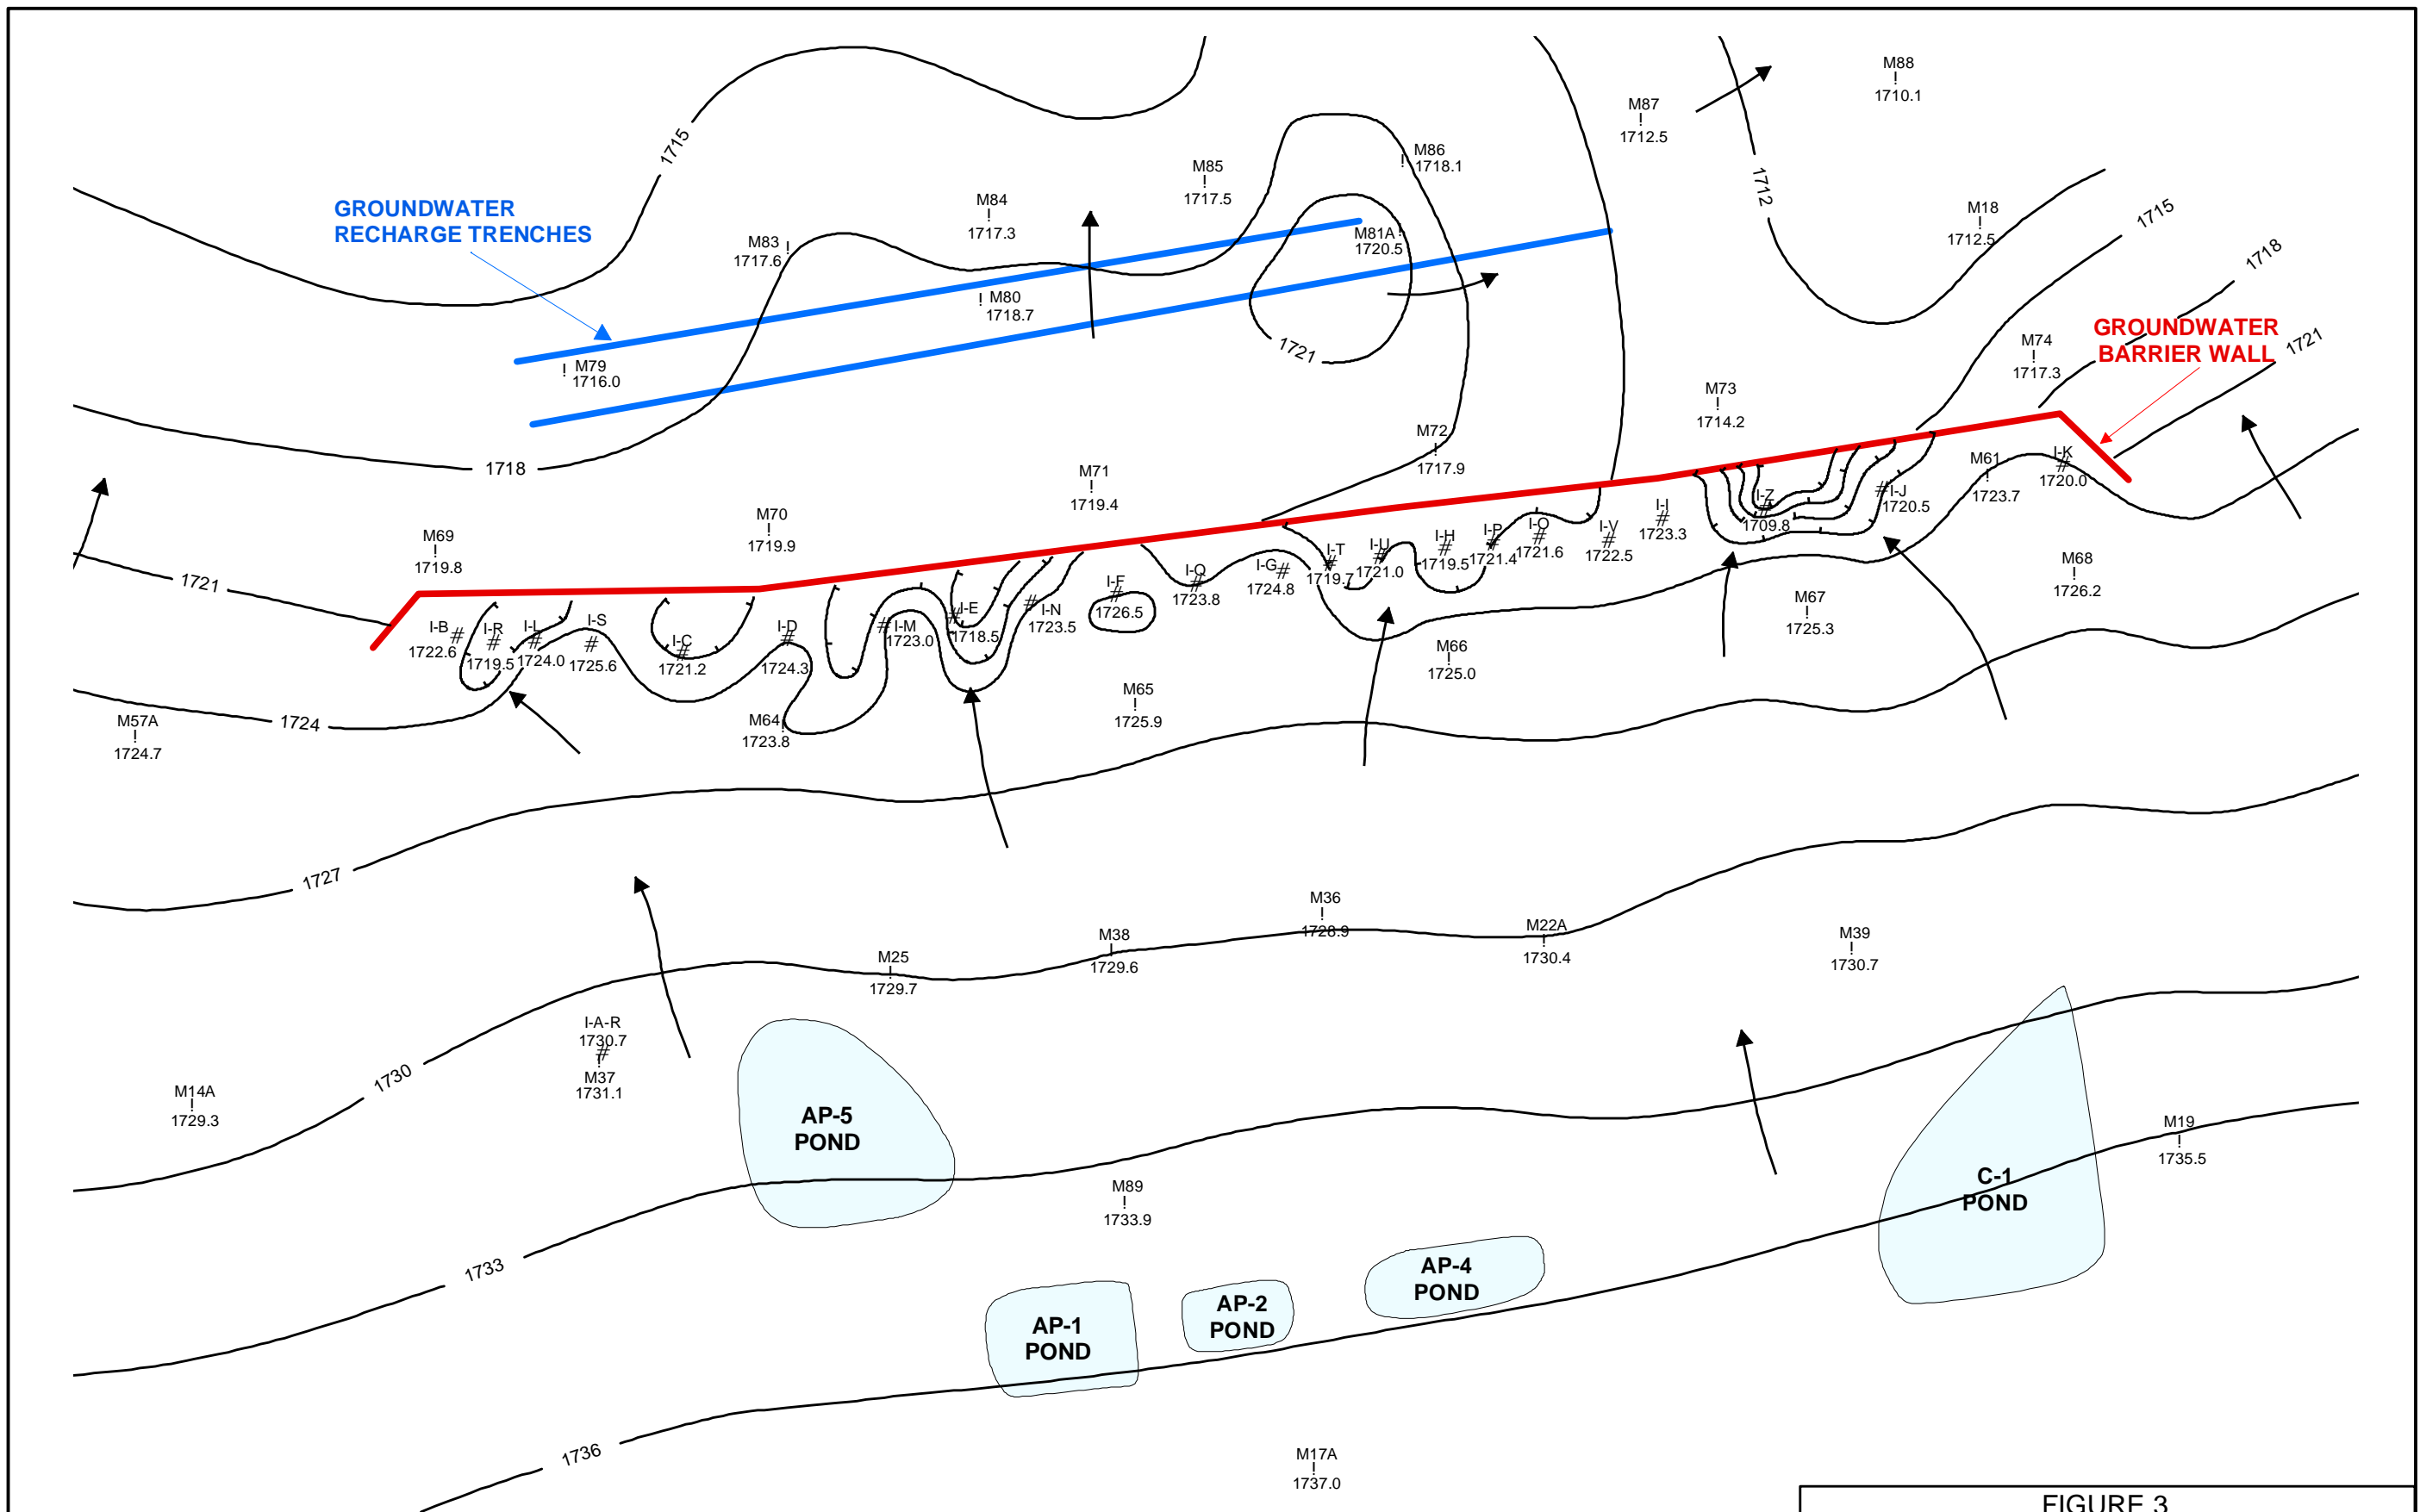 M88
1710.1
M87
1712.5
1715
M86
1718.1
M85
1717.5
1712
GROUNDWATER
RECHARGE TRENCHES
M84
1717.3
M18
1712.5
1715
M83
1717.6
M81A
1720.5
1718
M80
1718.7
GROUNDWATER
BARRIER WALL
1721
1721
M74
1717.3
M79
1716.0
M73
1714.2
M72
1717.9
1718
M71
1719.4
M61
1723.7
I-K
1720.0
M70
1719.9
I-Z
1709.8
I-J
1720.5
I-I
1723.3
I-V
1722.5
I-O
1721.6
I-P
1721.4
I-H
1719.5
I-U
1721.0
I-T
1719.7
I-G
1724.8
I-Q
1723.8
I-F
1726.5
M69
1719.8
1721
M68
1726.2
M67
1725.3
I-N
1723.5
I-E
1718.5
I-M
1723.0
I-D
1724.3
I-C
1721.2
I-S
1725.6
I-L
1724.0
I-R
1719.5
I-B
1722.6
M66
1725.0
M65
1725.9
M64
1723.8
M57A
1724.7
1724
1727
M36
1728.9
M22A
1730.4
M39
1730.7
M38
1729.6
M25
1729.7
I-A-R
1730.7
M37
1731.1
1730
M14A
1729.3
AP-5
POND
M19
1735.5
C-1
POND
M89
1733.9
1733
AP-4
POND
AP-2
POND
AP-1
POND
1736
M17A
1737.0
FIGURE 3